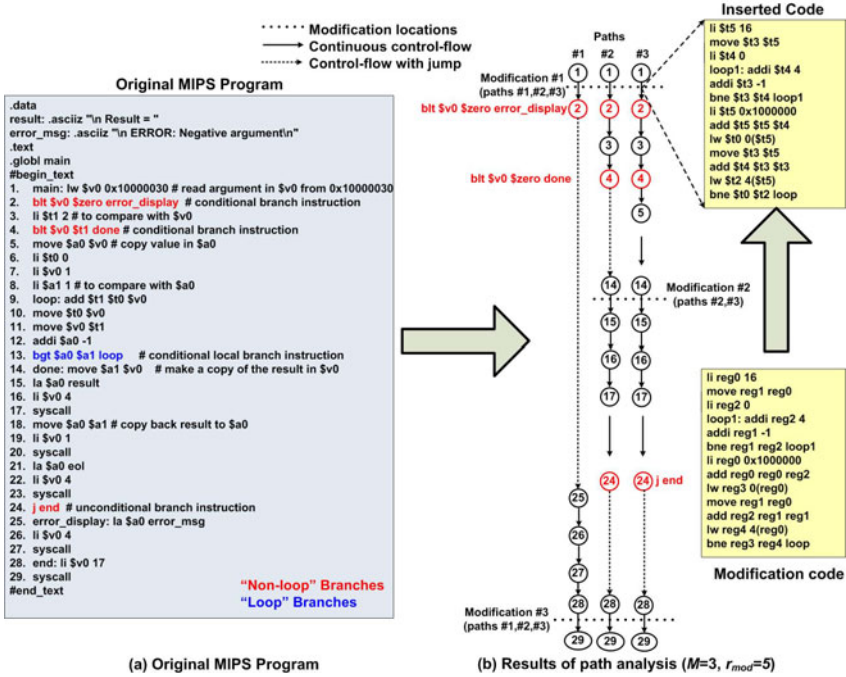 Modification locations
Continuous control-flow
Control-flow with jump
Original MIPS Program
.data
result: .asciiz "\n Result = "
error_msg: .asciiz "\n ERROR: Negative argument\n"
.text
.globl main
#begin_text
1. main: lw $v0 0x10000030 # read argument in $v0 from 0x10000030
2. blt $v0 $zero error_display # conditional branch instruction
3. li $t1 2 # to compare with $v0
4. blt $v0 $t1 done # conditional branch instruction
5. move $a0 $v0 # copy value in $a0
6. li $t0 0
7. li $v0 1
8. li $a1 1 # to compare with $a0
9. loop: add $t1 $t0 $v0
10. move $t0 $v0
11. move $v0 $t1
12. addi $a0 -1
13. bgt $a0 $a1 loop # conditional local branch instruction
14. done: move $a1 $v0 # make a copy of the result in $v0
15. la $a0 result
16. li $v0 4
17. syscall
18. move $a0 $a1 # copy back result to $a0
19. li $v0 1
20. syscall
21. la $a0 eol
22. li $v0 4
23. syscall
24. j end # unconditional branch instruction
25. error_display: la $a0 error_msg
26. li $v0 4
27. syscall
28. end: li $v0 17
29. syscall
#end_text
"Non-loop" Branches
"Loop" Branches
(a) Original MIPS Program
Paths
#1 #2 #3
1 1 1
Modification #1
(paths #1,#2,#3)
blt $v0 $zero error_display
2 2 2
3 3
blt $v0 $zero done
4 4
5
14 14
Modification #2
(paths #2,#3)
15 15
16 16
17 17
24 24 j end
25
26
27
28 28 28
Modification #3
(paths #1,#2,#3)
29 29 29
(b) Results of path analysis (M=3, rmod=5)
Inserted Code
li $t5 16
move $t3 $t5
li $t4 0
loop1: addi $t4 4
addi $t3 -1
bne $t3 $t4 loop1
li $t5 0x1000000
add $t5 $t5 $t4
lw $t0 0($t5)
move $t3 $t5
add $t4 $t3 $t3
lw $t2 4($t5)
bne $t0 $t2 loop
li reg0 16
move reg1 reg0
li reg2 0
loop1: addi reg2 4
addi reg1 -1
bne reg1 reg2 loop1
li reg0 0x1000000
add reg0 reg0 reg2
lw reg3 0(reg0)
move reg1 reg0
add reg2 reg1 reg1
lw reg4 4(reg0)
bne reg3 reg4 loop
Modification code